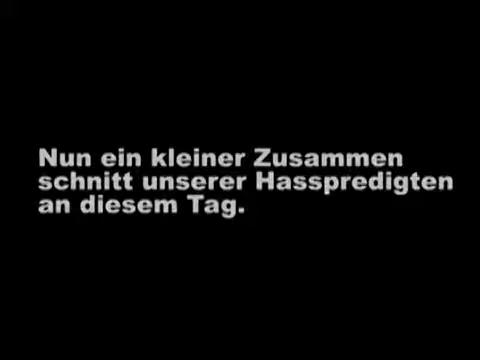 Nun ein kleiner Zusammen
schnitt unserer Hasspredigten
an diesem Tag.